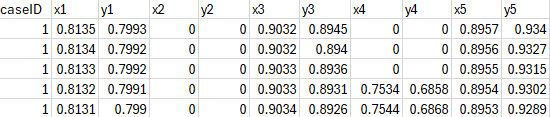 caseID x1 y1 x2 y2 x3 y3 x4 y4 x5 y5
1 0.8135 0.7993 0 0 0.9032 0.8945 0 0 0.8957 0.934
1 0.8134 0.7992 0 0 0.9032 0.894 0 0 0.8956 0.9327
1 0.8133 0.7992 0 0 0.9033 0.8936 0 0 0.8955 0.9315
1 0.8132 0.7991 0 0 0.9033 0.8931 0.7534 0.6858 0.8954 0.9302
1 0.8131 0.799 0 0 0.9034 0.8926 0.7544 0.6868 0.8953 0.9289